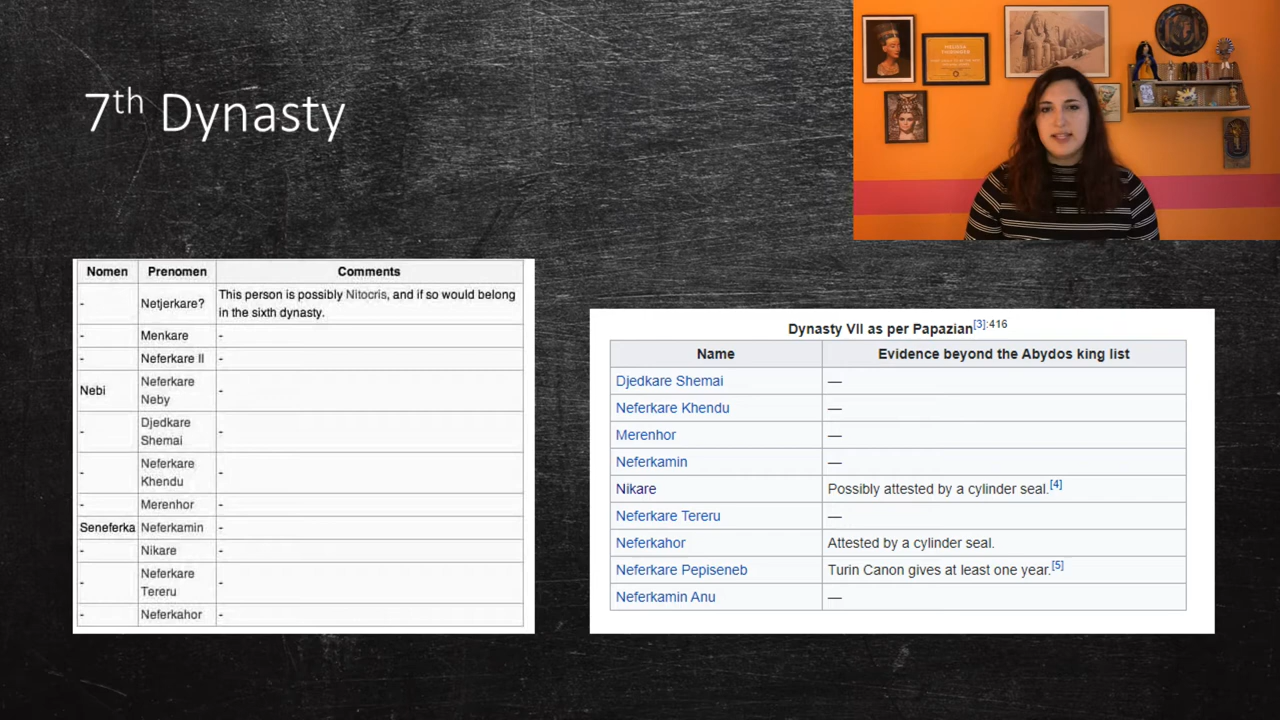 7th Dynasty
Nomen Prenomen Comments
- Netjerkare? This person is possibly Nitocris, and if so would belong
in the sixth dynasty.
- Menkare -
- Neferkare II -
Nebi Neferkare
Neby -
- Djedkare
Shemai -
- Neferkare
Khendu -
- Merenhor -
Seneferka Neferkamin -
- Nikare -
- Neferkare
Tereru -
- Neferkahor -
Dynasty VII as per Papazian[3]:416
Name Evidence beyond the Abydos king list
Djedkare Shemai —
Neferkare Khendu —
Merenhor —
Neferkamin —
Nikare Possibly attested by a cylinder seal.[4]
Neferkare Tereru —
Neferkahor Attested by a cylinder seal.
Neferkare Pepiseneb Turin Canon gives at least one year.[5]
Neferkamin Anu —